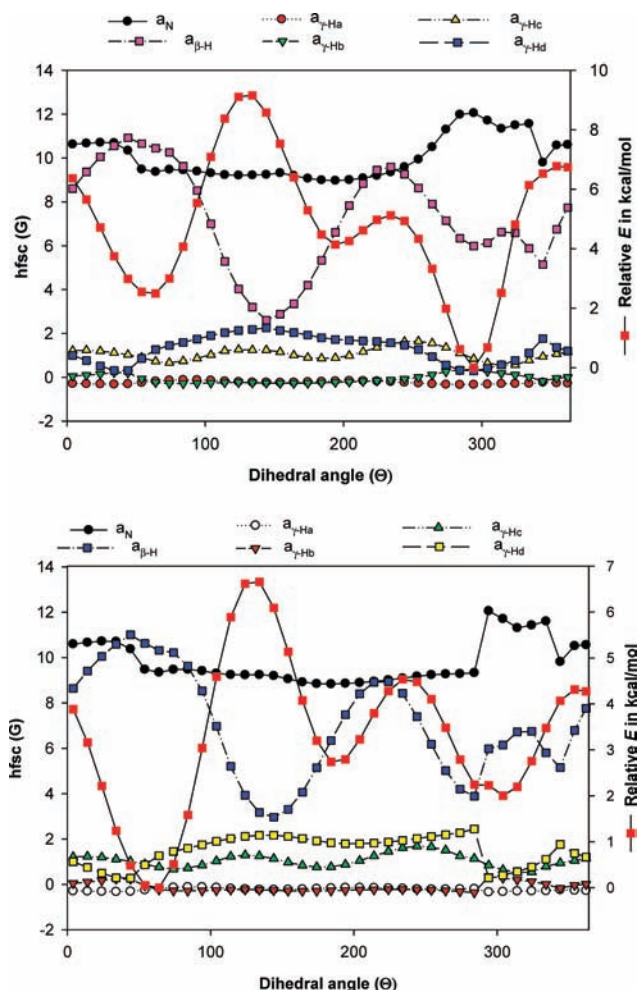 a_N a_γ-Ha a_γ-Hc
a_β-H a_γ-Hb a_γ-Hd
14
12
10
8
6
4
2
0
-2
hfsc (G)
10
8
6
4
2
0
Relative E in kcal/mol
0 100 200 300
Dihedral angle (Θ)
a_N a_γ-Ha a_γ-Hc
a_β-H a_γ-Hb a_γ-Hd
14
12
10
8
6
4
2
0
-2
hfsc (G)
7
6
5
4
3
2
1
0
Relative E in kcal/mol
0 100 200 300
Dihedral angle (Θ)